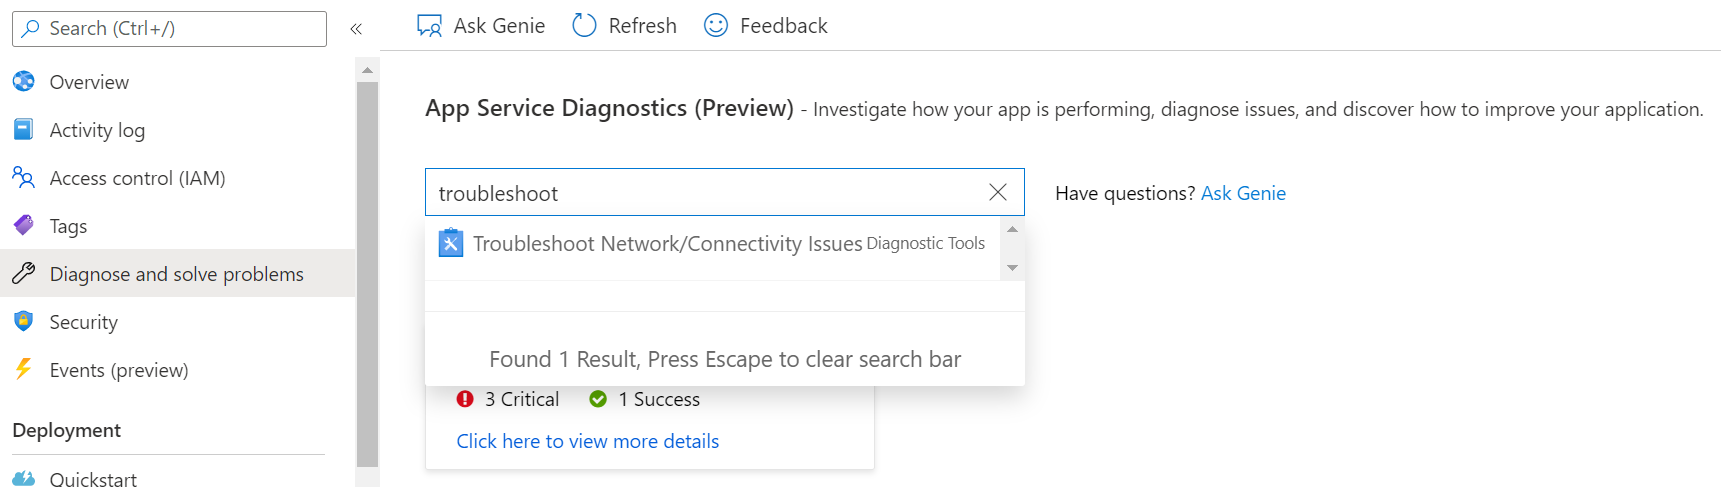 Search (Ctrl+/)
«
Overview
Activity log
Access control (IAM)
Tags
Diagnose and solve problems
Security
Events (preview)
Deployment
Quickstart
Ask Genie
Refresh
Feedback
App Service Diagnostics (Preview) - Investigate how your app is performing, diagnose issues, and discover how to improve your application.
troubleshoot
Have questions? Ask Genie
Troubleshoot Network/Connectivity Issues Diagnostic Tools
Found 1 Result, Press Escape to clear search bar
3 Critical 1 Success
Click here to view more details